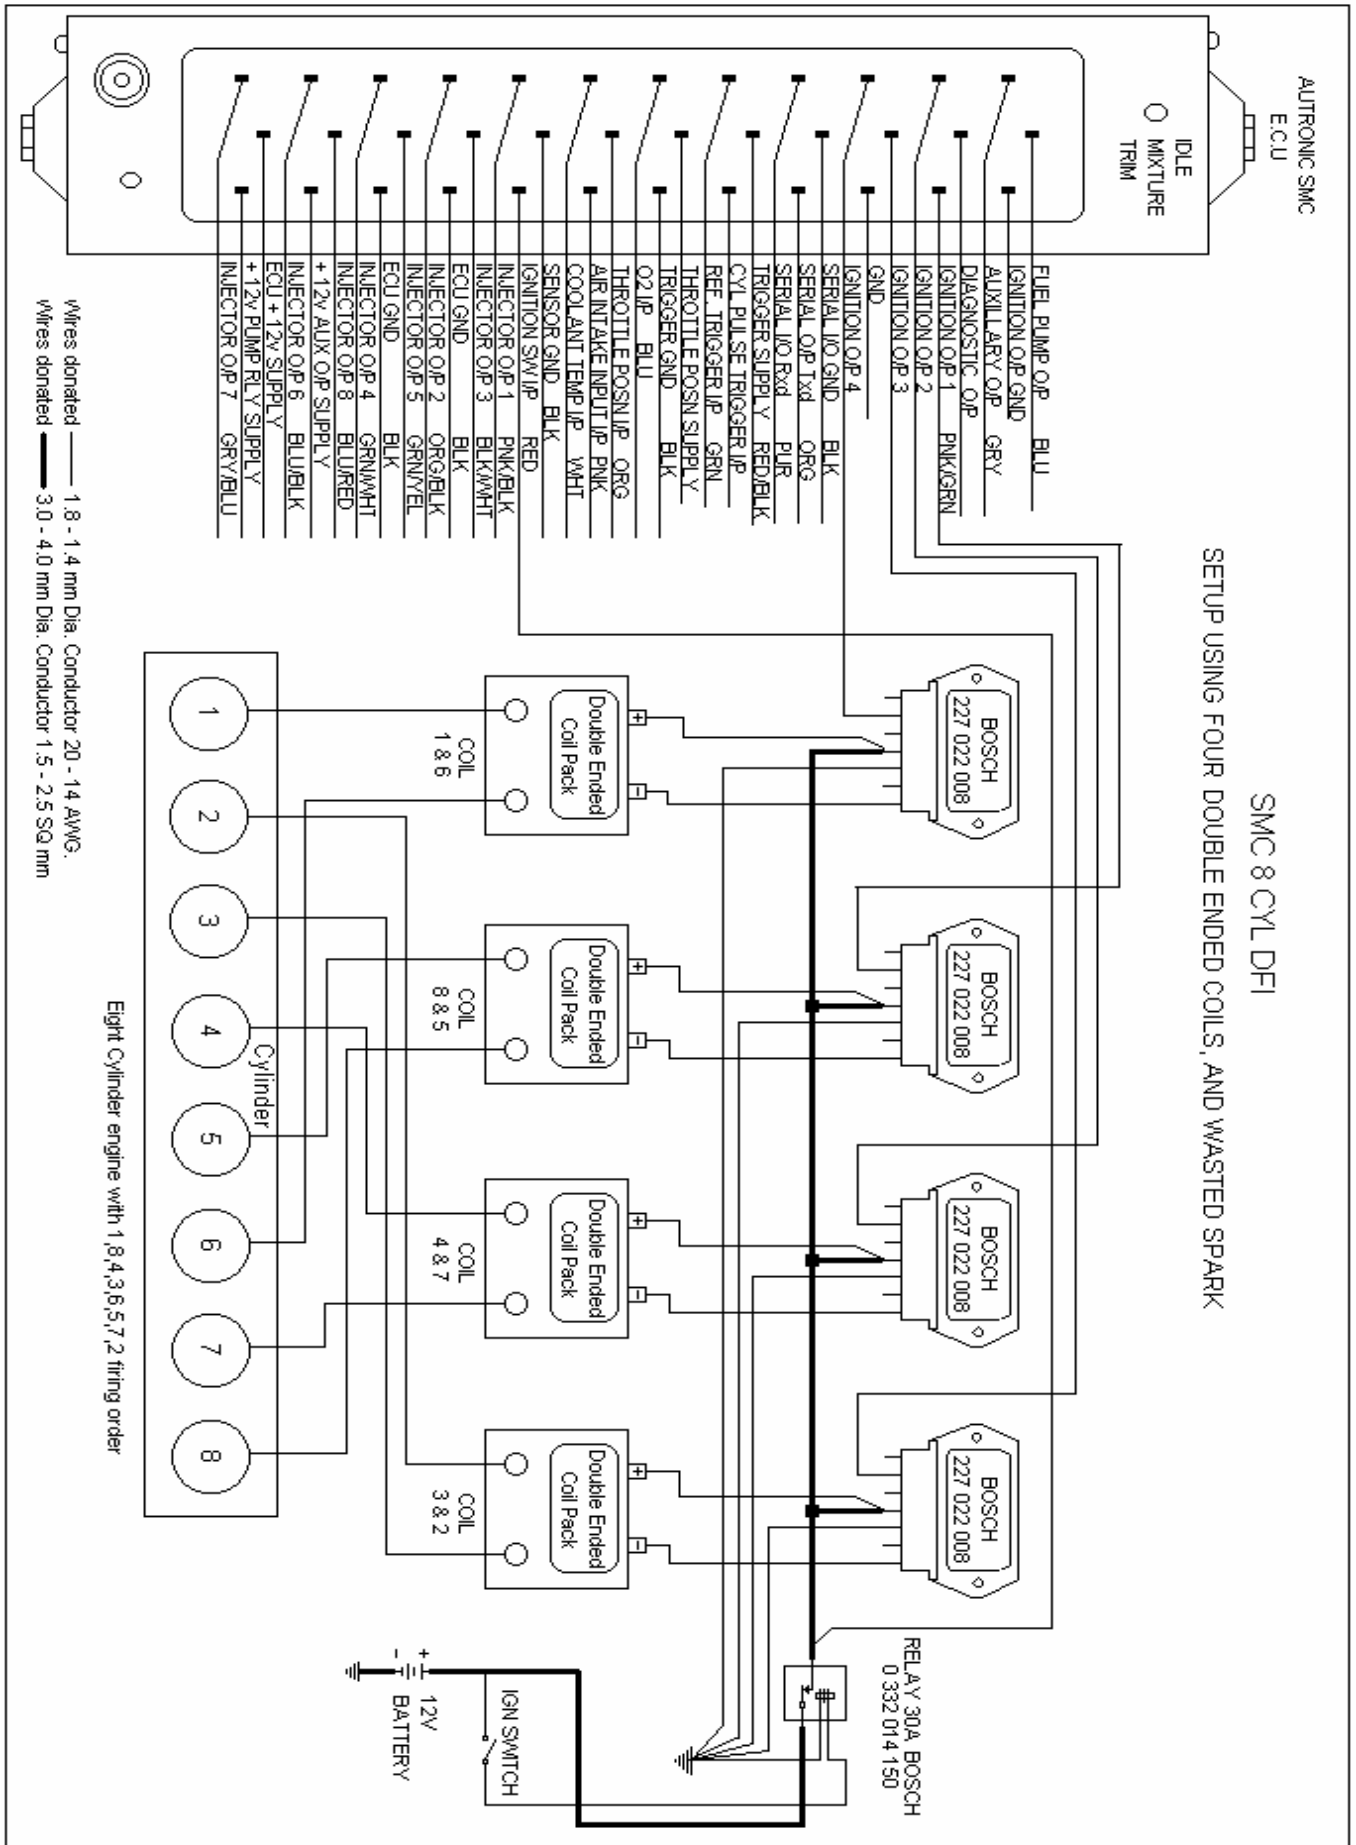 SMC 8 CYL DFI
SETUP USING FOUR DOUBLE ENDED COILS, AND WASTED SPARK
AUTRONIC SMC
E.C.U
IDLE
MIXTURE
TRIM
FUEL PUMP O/P BLU
IGNITION O/P GND
AUXILLARY O/P GRY
DIAGNOSTIC O/P
IGNITION O/P 1 PNK/GRN
IGNITION O/P 2
IGNITION O/P 3
GND
IGNITION O/P 4
SERIAL I/O GND BLK
SERIAL O/P Txd ORG
SERIAL I/O Rxd PUR
TRIGGER SUPPLY RED/BLK
CYL PULSE TRIGGER I/P
REF. TRIGGER I/P GRN
THROTTLE POSN SUPPLY
TRIGGER GND BLK
O2 I/P BLU
THROTTLE POSN I/P ORG
AIR INTAKE INPUT I/P PNK
COOLANT TEMP I/P WHT
SENSOR GND BLK
IGNITION SW I/P RED
INJECTOR O/P 1 PNK/BLK
INJECTOR O/P 3 BLK/WHT
ECU GND BLK
INJECTOR O/P 2 ORG/BLK
INJECTOR O/P 5 GRN/YEL
ECU GND BLK
INJECTOR O/P 4 GRN/WHT
INJECTOR O/P 8 BLU/RED
+ 12v AUX O/P SUPPLY
INJECTOR O/P 6 BLU/BLK
ECU + 12v SUPPLY
+ 12v PUMP RLY SUPPLY
INJECTOR O/P 7 GRY/BLU
BOSCH
227 022 008
BOSCH
227 022 008
BOSCH
227 022 008
BOSCH
227 022 008
RELAY 30A BOSCH
0 332 014 150
+
-
Double Ended
Coil Pack
COIL
1 & 6
+
-
Double Ended
Coil Pack
COIL
8 & 5
+
-
Double Ended
Coil Pack
COIL
4 & 7
+
-
Double Ended
Coil Pack
COIL
3 & 2
IGN SWITCH
+
-
12V
BATTERY
Cylinder
1
2
3
4
5
6
7
8
Eight Cylinder engine with 1,8,4,3,6,5,7,2 firing order
Wires donated 1.8 - 1.4 mm Dia. Conductor 20 - 14 AWG.
Wires donated 3.0 - 4.0 mm Dia. Conductor 1.5 - 2.5 SQ mm